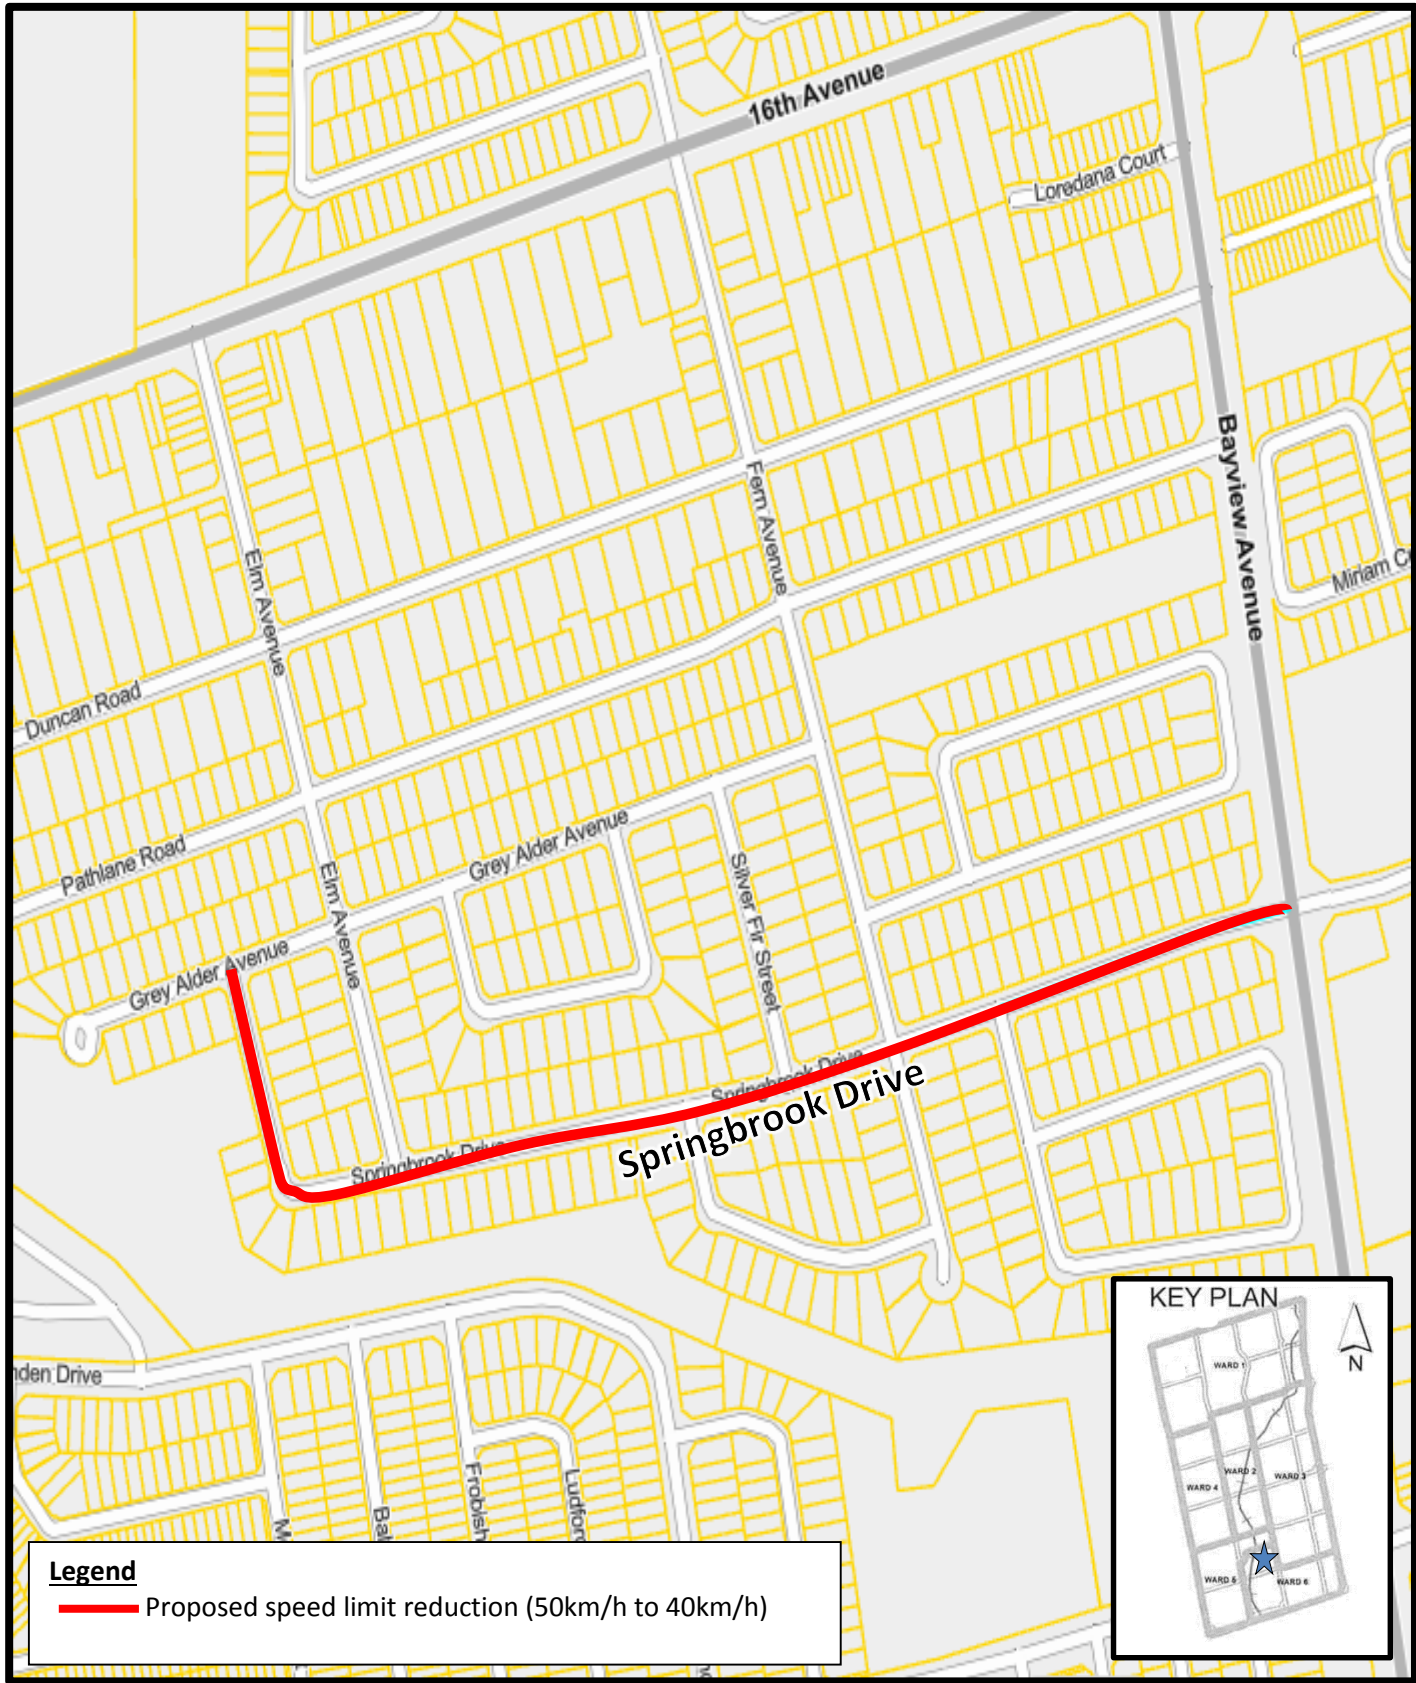 16th Avenue
Loredana Court
Bayview Avenue
Fern Avenue
Elm Avenue
Miriam
Duncan Road
Pathlane Road
Grey Alder Avenue
Elm Avenue
Silver Fir Street
Grey Alder Avenue
Springbrook Drive
Springbrook Drive
Springbrook Drive
KEY PLAN
N
WARD 1
WARD 2
WARD 3
WARD 4
WARD 5
WARD 6
nden Drive
Frobish
Ludford
Bal
Legend
Proposed speed limit reduction (50km/h to 40km/h)